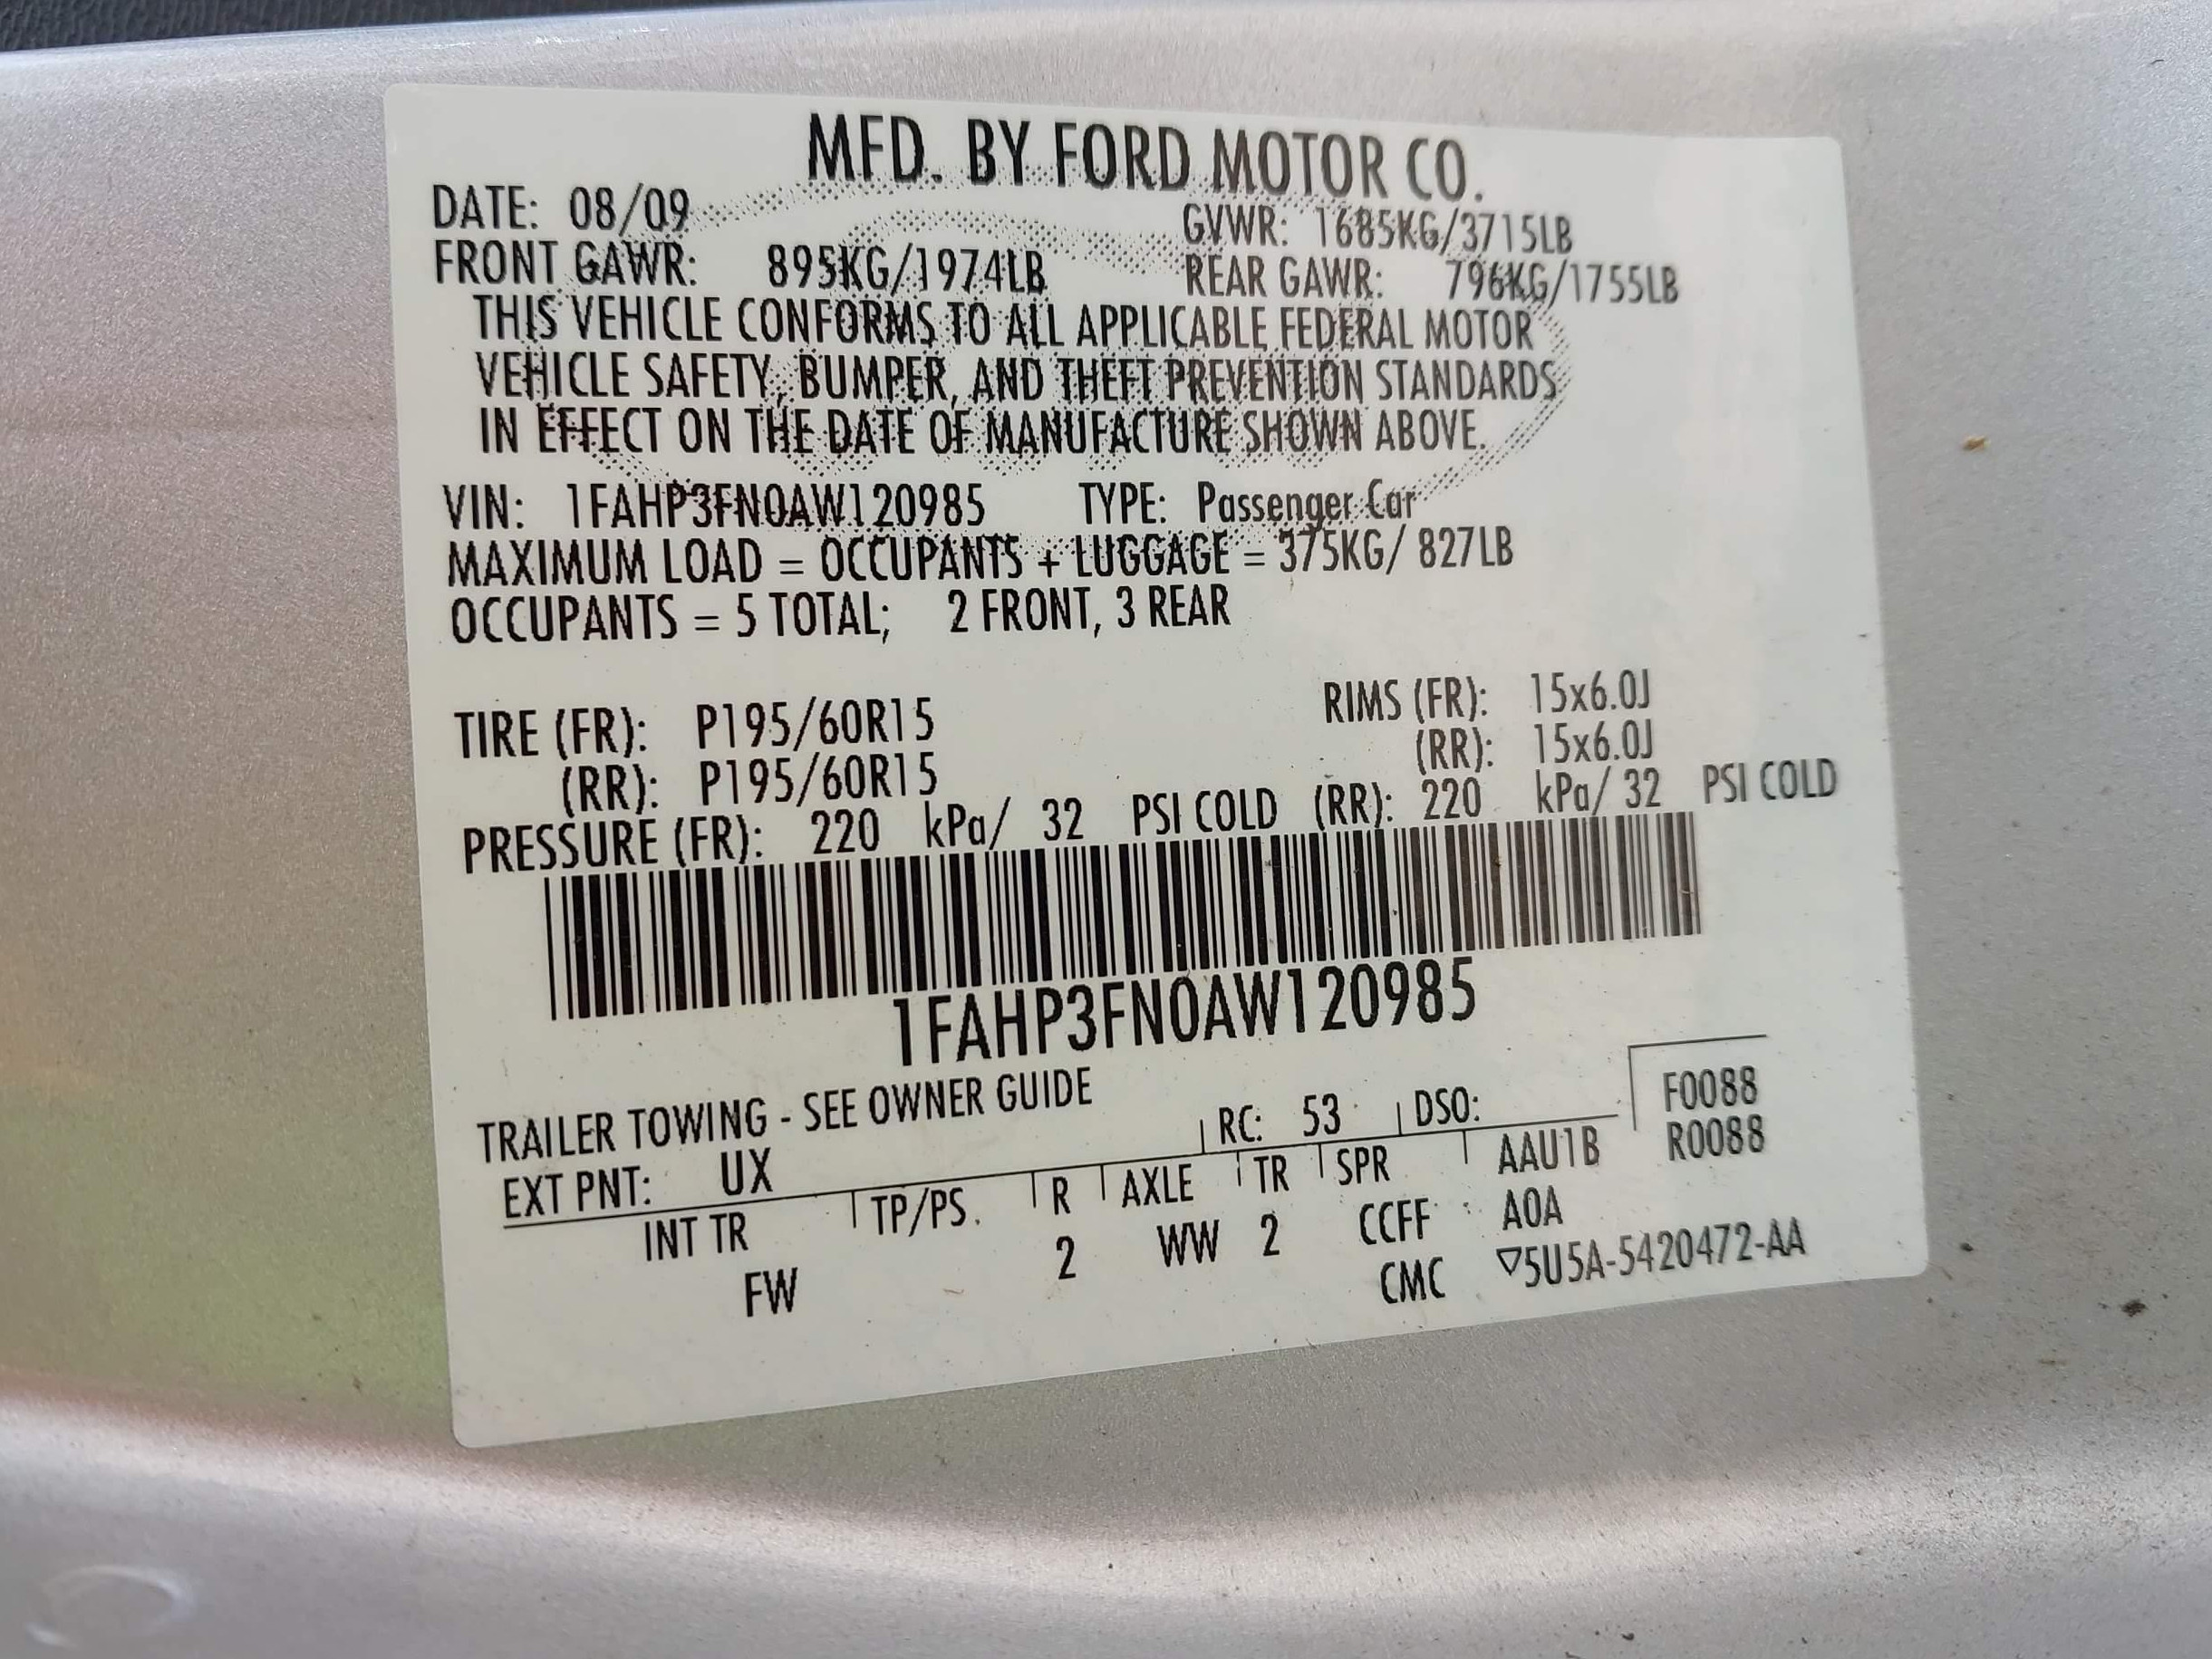 MFD. BY FORD MOTOR CO.
DATE: 08/09 GVWR: 1685KG/3715LB
FRONT GAWR: 895KG/1974LB REAR GAWR: 796KG/1755LB
THIS VEHICLE CONFORMS TO ALL APPLICABLE FEDERAL MOTOR
VEHICLE SAFETY, BUMPER, AND THEFT PREVENTION STANDARDS
IN EFFECT ON THE DATE OF MANUFACTURE SHOWN ABOVE.
VIN: 1FAHP3FN0AW120985 TYPE: Passenger Car
MAXIMUM LOAD = OCCUPANTS + LUGGAGE = 375KG/ 827LB
OCCUPANTS = 5 TOTAL; 2 FRONT, 3 REAR
TIRE (FR): P195/60R15 RIMS (FR): 15x6.0J
(RR): P195/60R15 (RR): 15x6.0J
PRESSURE (FR): 220 kPa/ 32 PSI COLD (RR): 220 kPa/ 32 PSI COLD
1FAHP3FN0AW120985
TRAILER TOWING - SEE OWNER GUIDE F0088
EXT PNT: UX RC: 53 DSO: R0088
INT TR TP/PS R AXLE TR SPR AAU1B
FW 2 WW 2 CCFF A0A
CMC ▽5U5A-5420472-AA